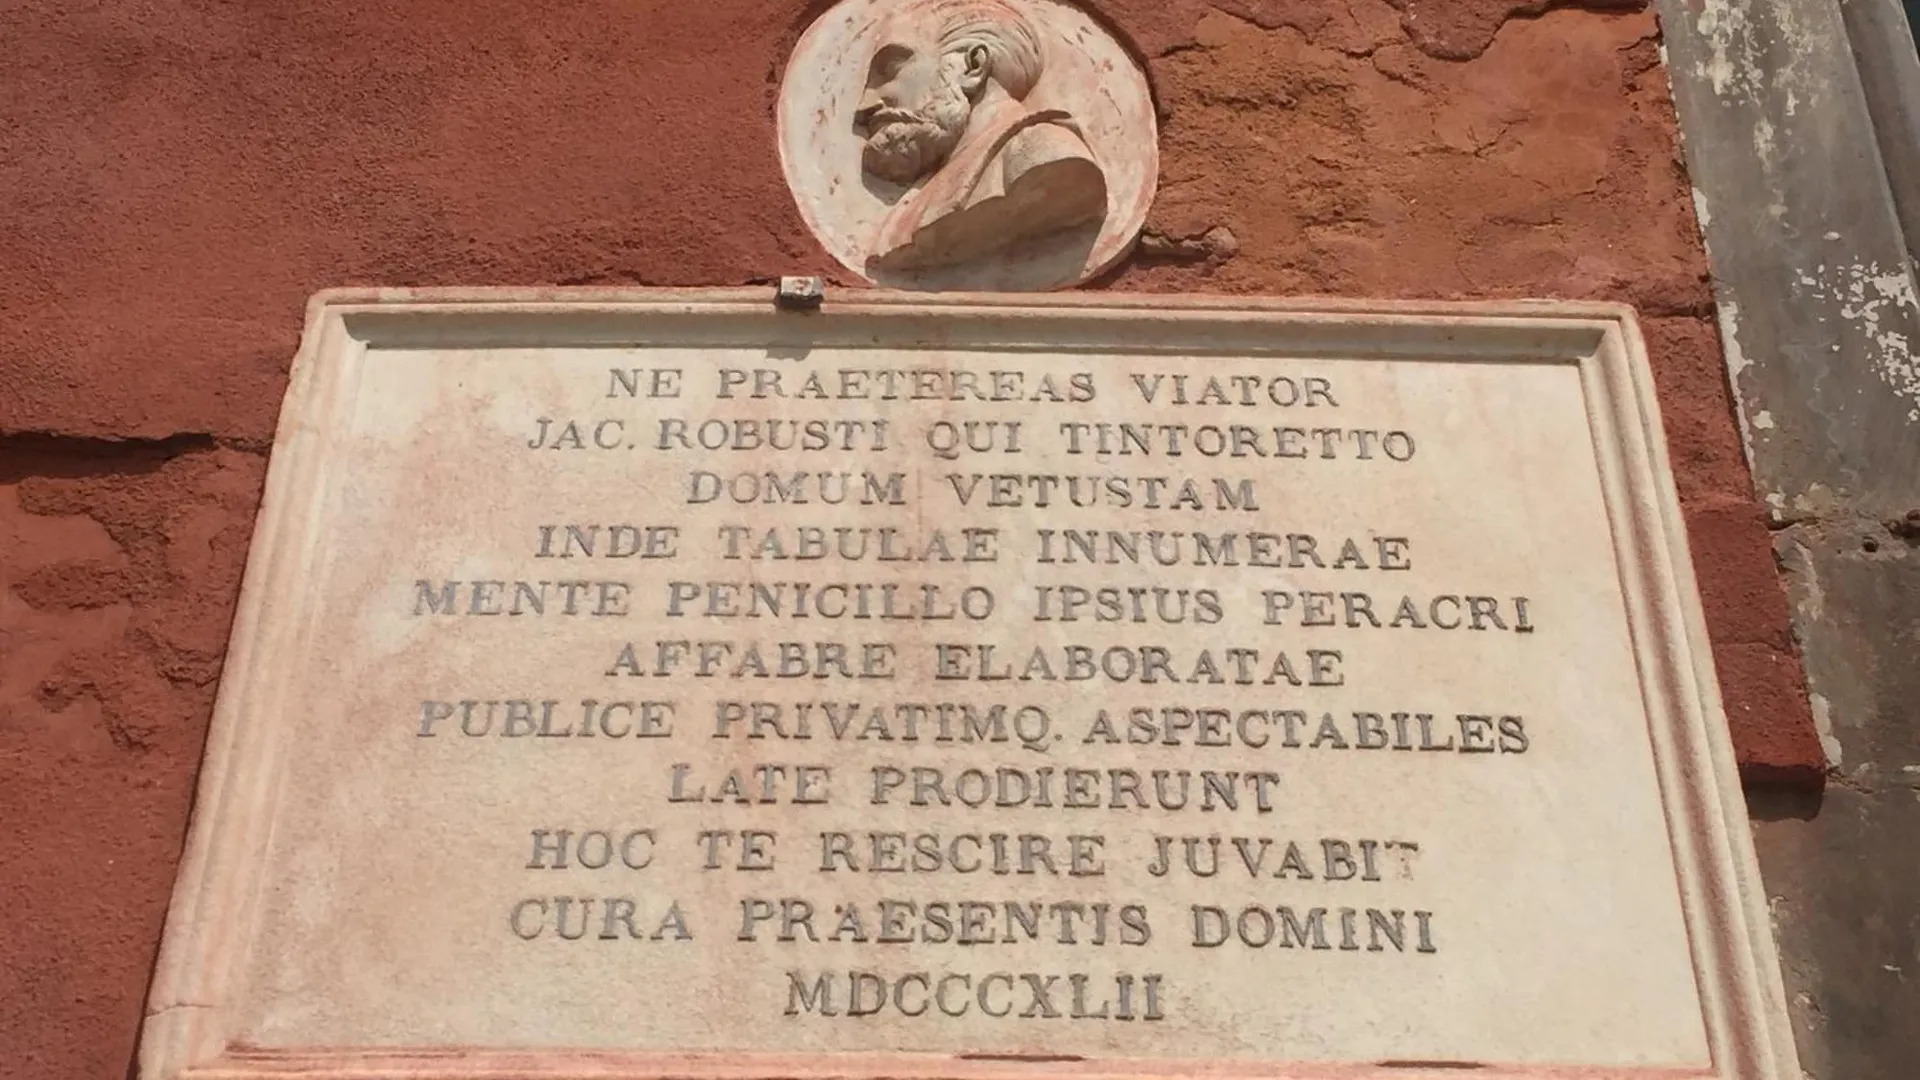 NE PRAETEREAS VIATOR
JAC. ROBUSTI QUI TINTORETTO
DOMUM VETUSTAM
INDE TABULAE INNUMERAE
MENTE PENICILLO IPSIUS PERACRI
AFFABRE ELABORATAE
PUBLICE PRIVATIMQ. ASPECTABILES
LATE PRODIERUNT
HOC TE RESCIRE JUVABIT
CURA PRAESENTIS DOMINI
MDCCCXLII